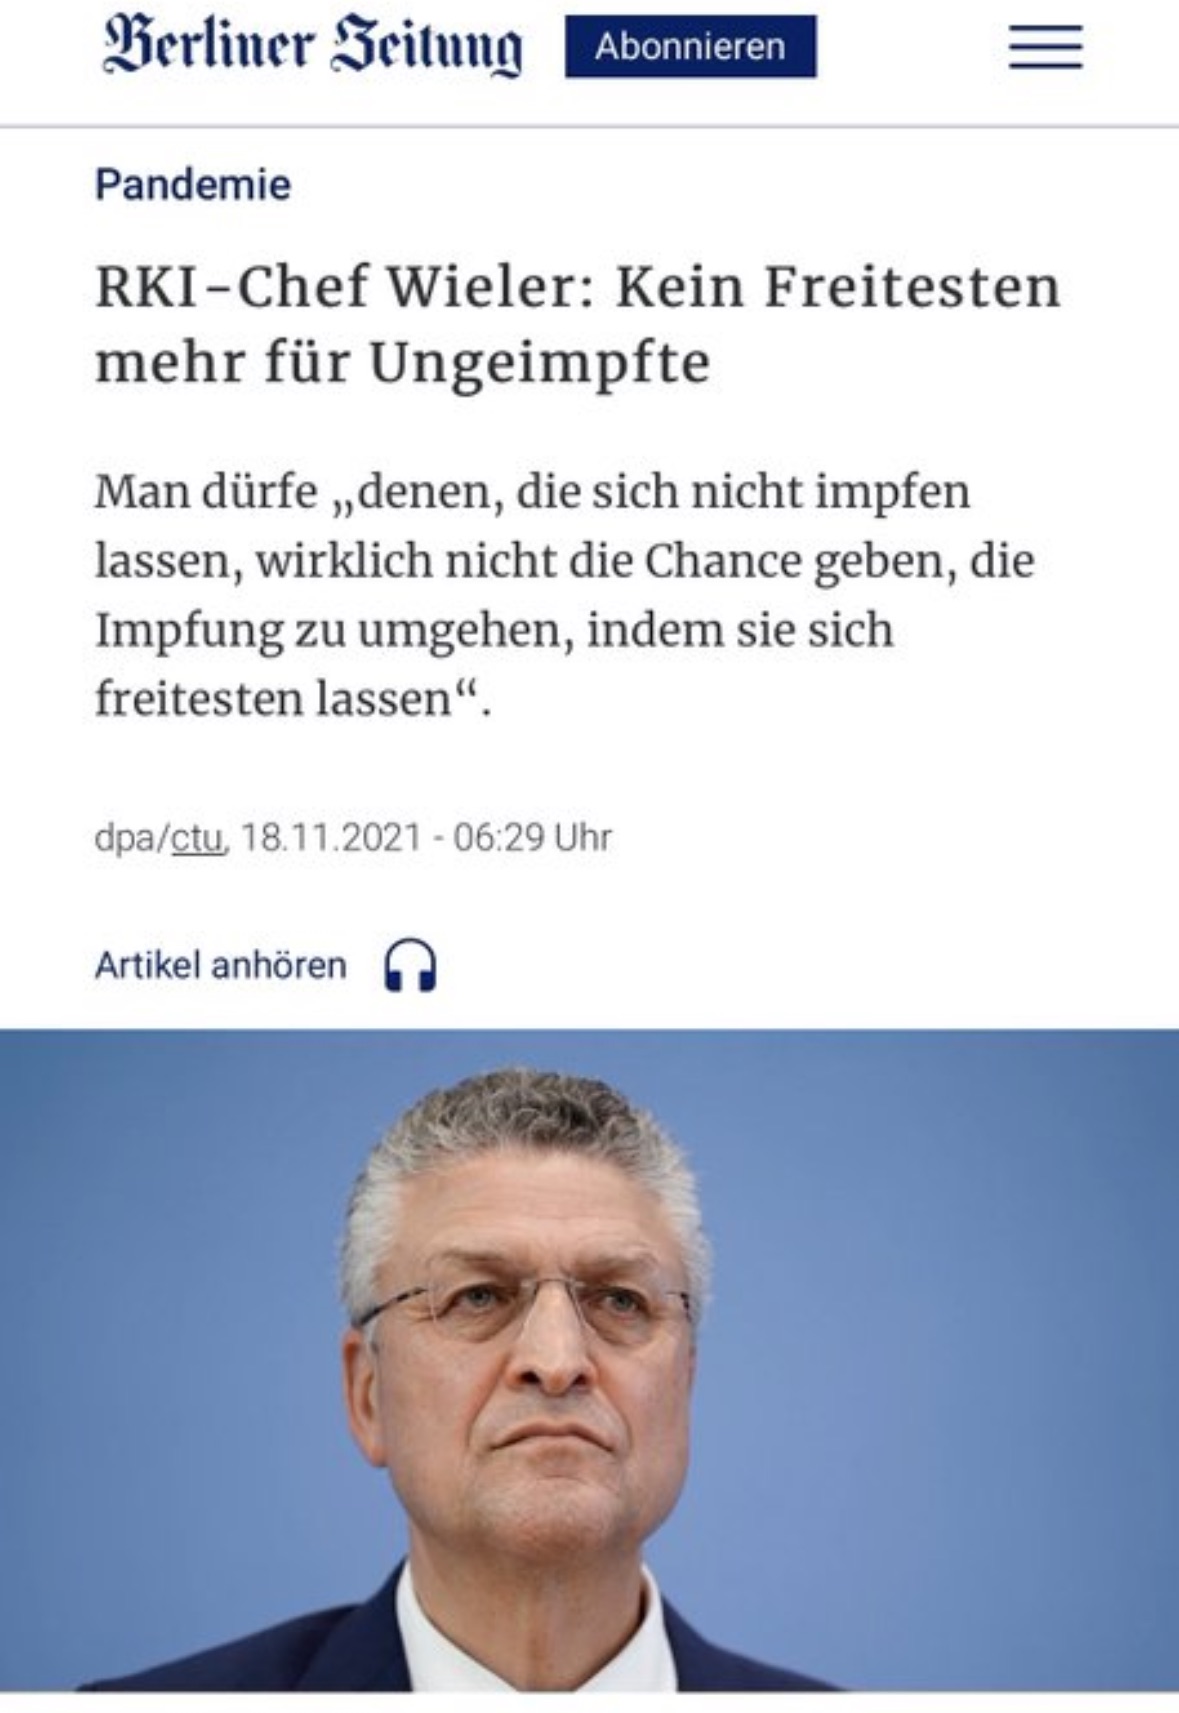 Berliner Zeitung
Abonnieren
Pandemie
RKI-Chef Wieler: Kein Freitesten
mehr für Ungeimpfte
Man dürfe „denen, die sich nicht impfen
lassen, wirklich nicht die Chance geben, die
Impfung zu umgehen, indem sie sich
freitesten lassen“.
dpa/ctu, 18.11.2021 - 06:29 Uhr
Artikel anhören